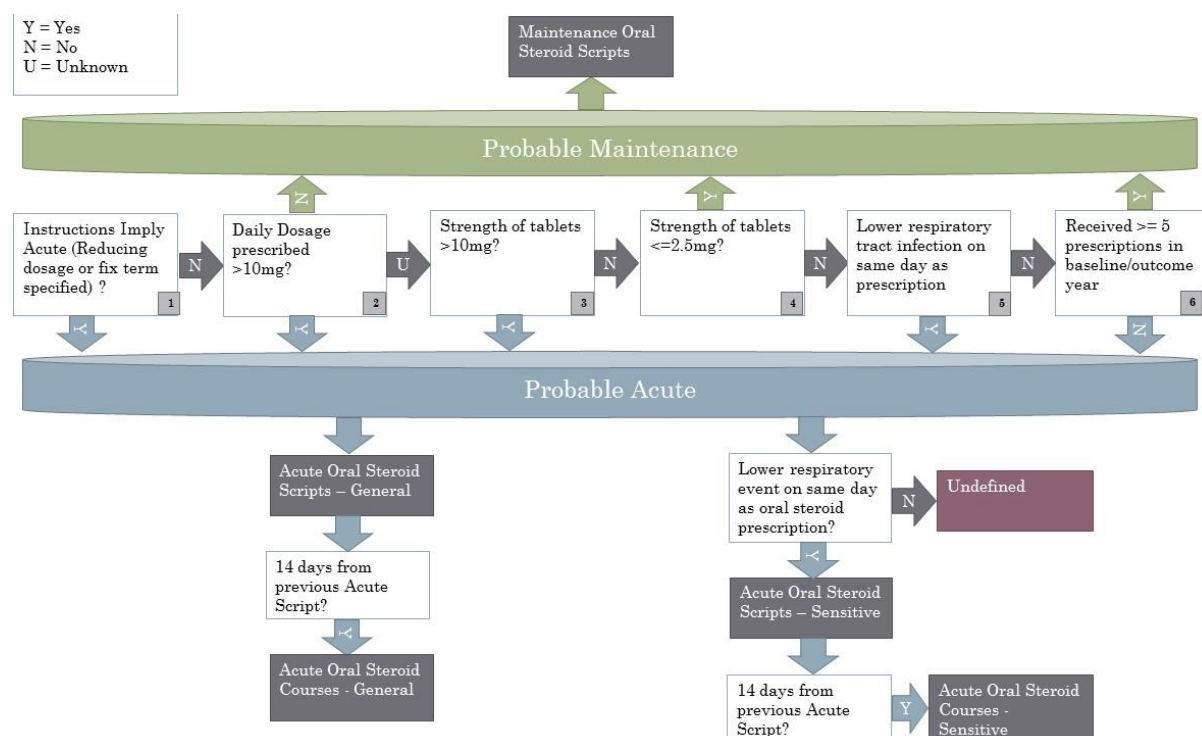 Y = Yes
N = No
U = Unknown
Maintenance Oral
Steroid Scripts
Probable Maintenance
N
Y
Y
Instructions Imply
Acute (Reducing
dosage or fix term
specified) ?
1
N
Daily Dosage
prescribed
>10mg?
2
U
Strength of tablets
>10mg?
3
N
Strength of tablets
<=2.5mg?
4
N
Lower respiratory
tract infection on
same day as
prescription
5
N
Received >= 5
prescriptions in
baseline/outcome
year
6
Y
Y
Y
Y
N
Probable Acute
Acute Oral Steroid
Scripts – General
14 days from
previous Acute
Script?
Y
Acute Oral Steroid
Courses - General
Lower respiratory
event on same day
as oral steroid
prescription?
N
Undefined
Y
Acute Oral Steroid
Scripts – Sensitive
14 days from
previous Acute
Script?
Y
Acute Oral Steroid
Courses -
Sensitive